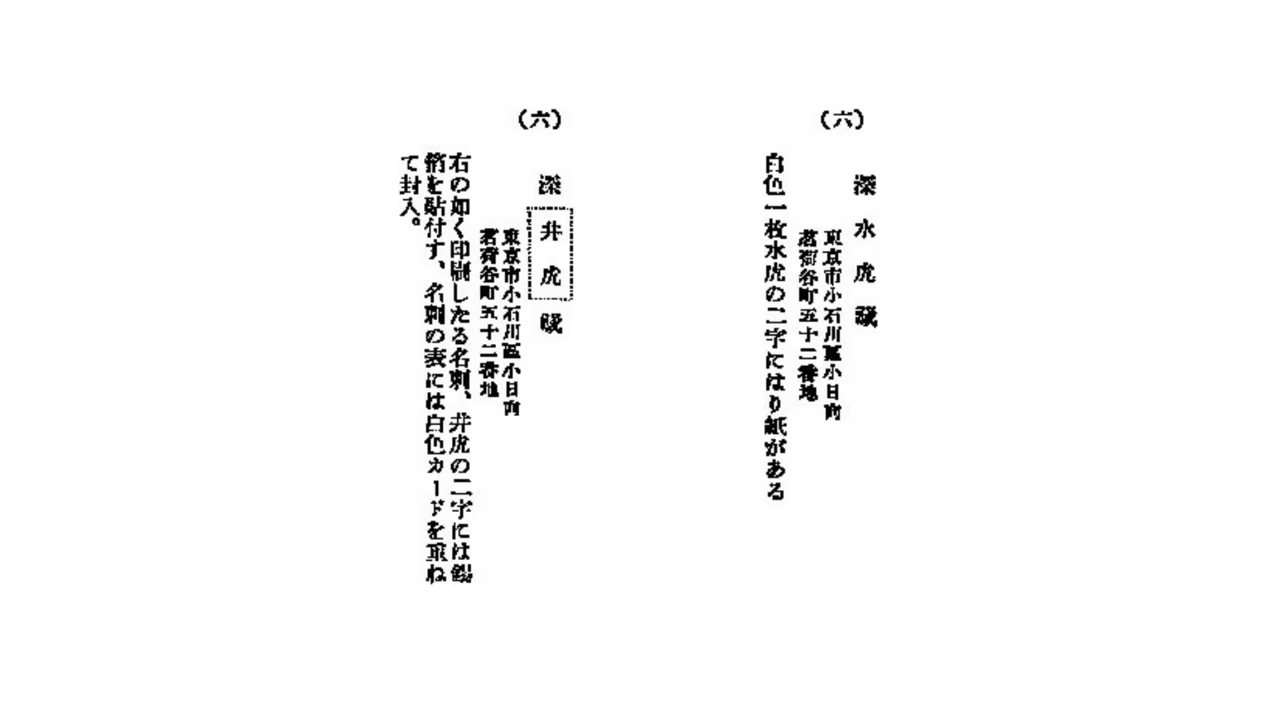 (六)
深水虎蔵
東京市小石川區小日向
茗荷谷町五十二番地
白色一枚水虎の二字にはり紙がある
(六)
深井虎蔵
東京市小石川區小日向
茗荷谷町五十二番地
右の如く印刷したる名刺、井虎の二字には錫
箔を貼付す、名刺の表には白色カードを重ね
て封入。